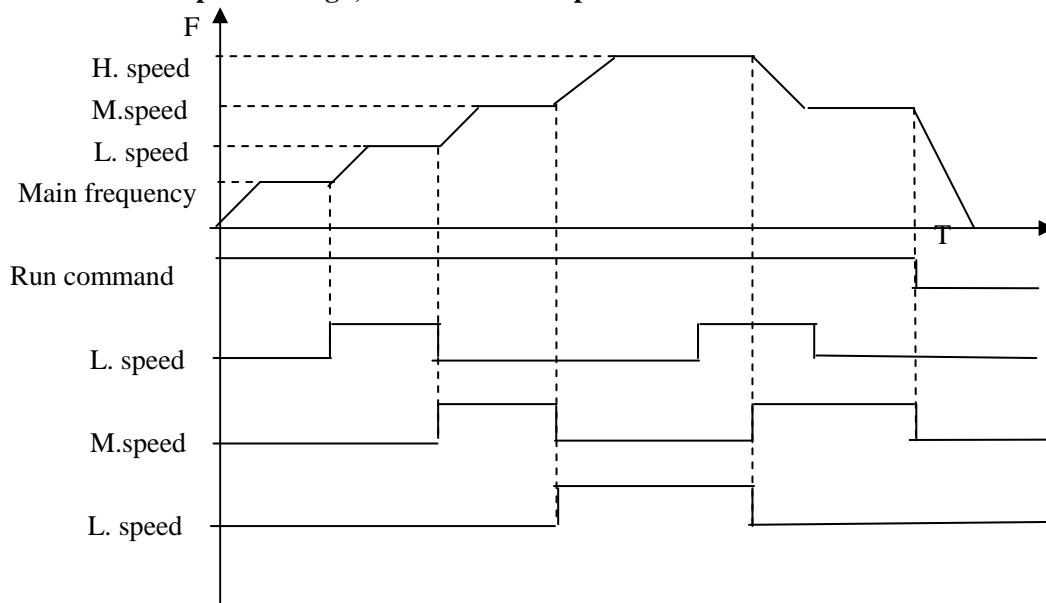 F
H. speed
M.speed
L. speed
Main frequency
T
Run command
L. speed
M.speed
L. speed